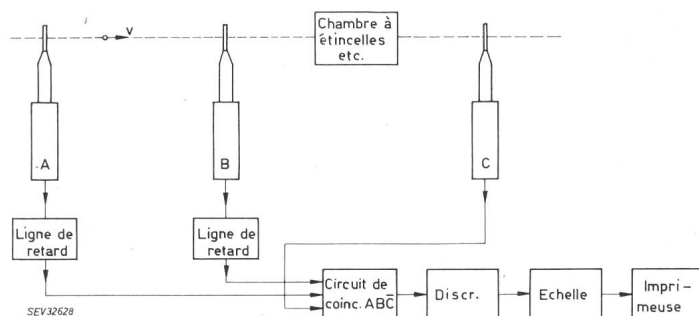 Chambre à
étincelles
etc.
v
A
B
C
Ligne de
retard
Ligne de
retard
Circuit de
coinc. ABC̅
Discr.
Echelle
Impri-
meuse
SEV32628